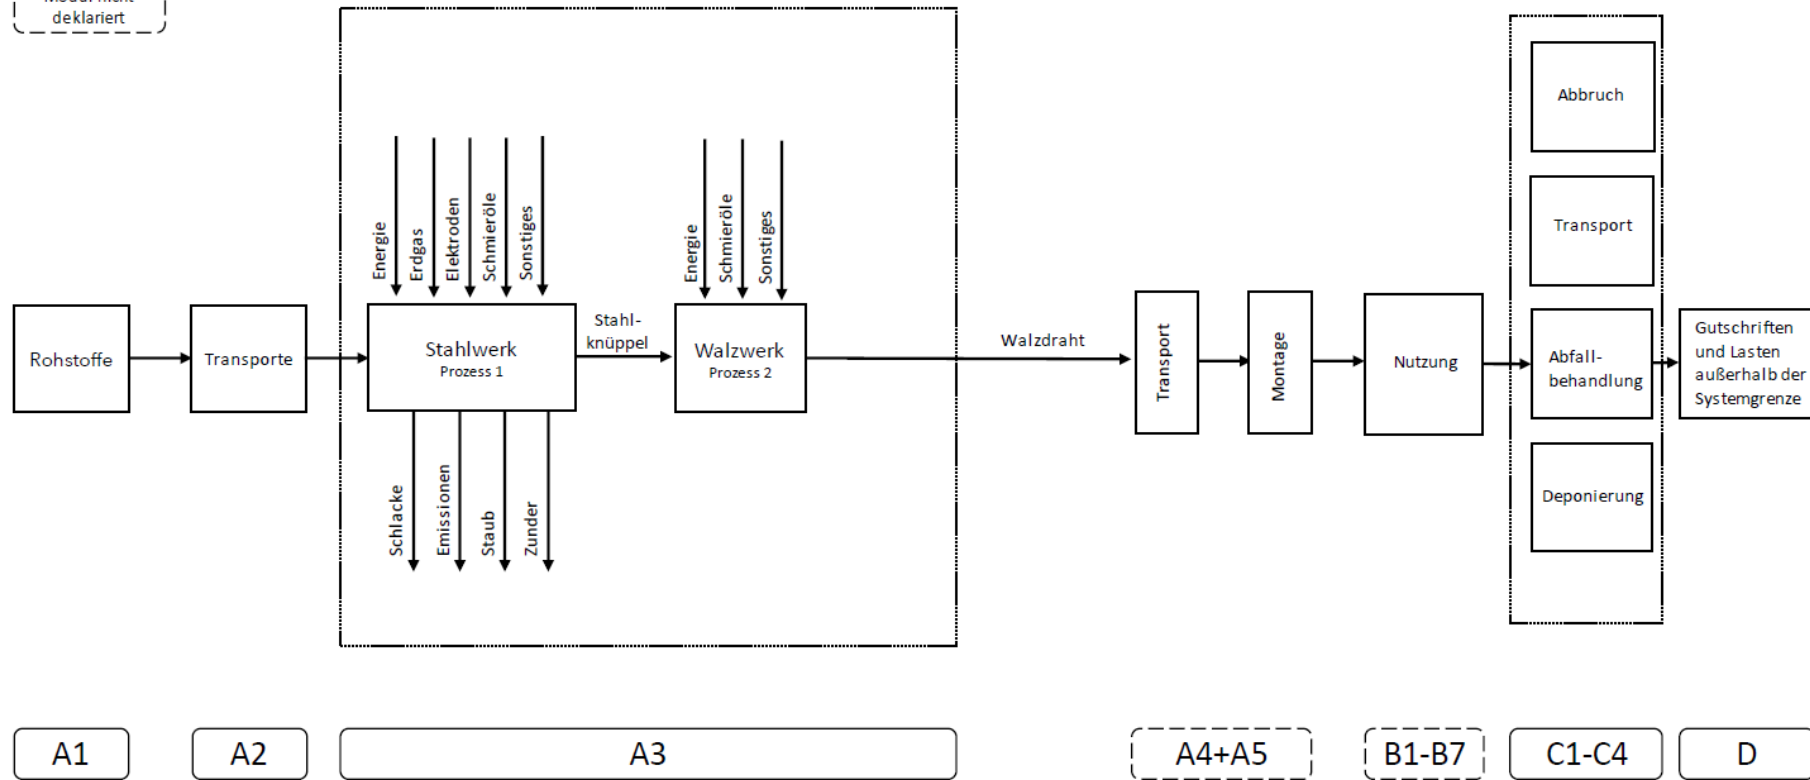 Modul nicht
deklariert
Energie
Erdgas
Elektroden
Schmieröle
Sonstiges
Energie
Schmieröle
Sonstiges
Rohstoffe
Transporte
Stahlwerk
Prozess 1
Stahl-
knüppel
Walzwerk
Prozess 2
Walzdraht
Transport
Montage
Nutzung
Abbruch
Transport
Abfall-
behandlung
Deponierung
Gutschriften
und Lasten
außerhalb der
Systemgrenze
Schlacke
Emissionen
Staub
Zunder
A1
A2
A3
A4+A5
B1-B7
C1-C4
D